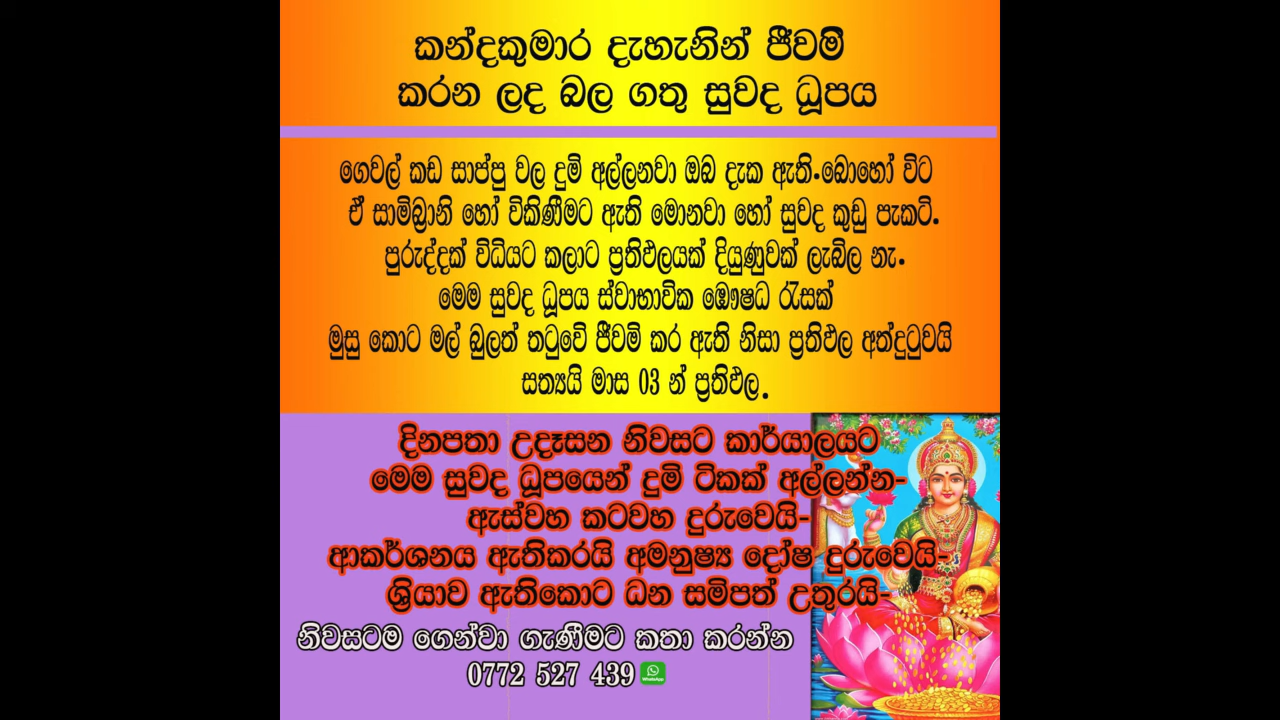 කන්දකුමාර දැහැනින් ජීවම්
කරන ලද බල ගතු සුවද ධූපය
ගෙවල් කඩ සාප්පු වල දුම් අල්ලනවා ඔබ දැක ඇති.බොහෝ විට
ඒ සාම්බ්‍රානි හෝ විකිණීමට ඇති මොනවා හෝ සුවද කුඩු පැකට්.
පුරුද්දක් විධියට කලාට ප්‍රතිඵලයක් දියුණුවක් ලැබිල නැ.
මෙම සුවද ධූපය ස්වාභාවික ඖෂධ රැසක්
මුසු කොට මල් බුලත් තටුවේ ජීවම් කර ඇති නිසා ප්‍රතිඵල අත්දුටුවයි
සත්‍යයි මාස 03 න් ප්‍රතිඵල.
දිනපතා උදෑසන නිවසට කාර්යාලයට
මෙම සුවද ධූපයෙන් දුම් ටිකක් අල්ලන්න-
ඇස්වහ කටවහ දුරුවෙයි-
ආකර්ශනය ඇතිකරයි අමනුෂ්‍ය දෝෂ දුරුවෙයි-
ශ්‍රියාව ඇතිකොට ධන සම්පත් උතුරයි-
නිවසටම ගෙන්වා ගැණීමට කතා කරන්න
0772 527 439 WhatsApp